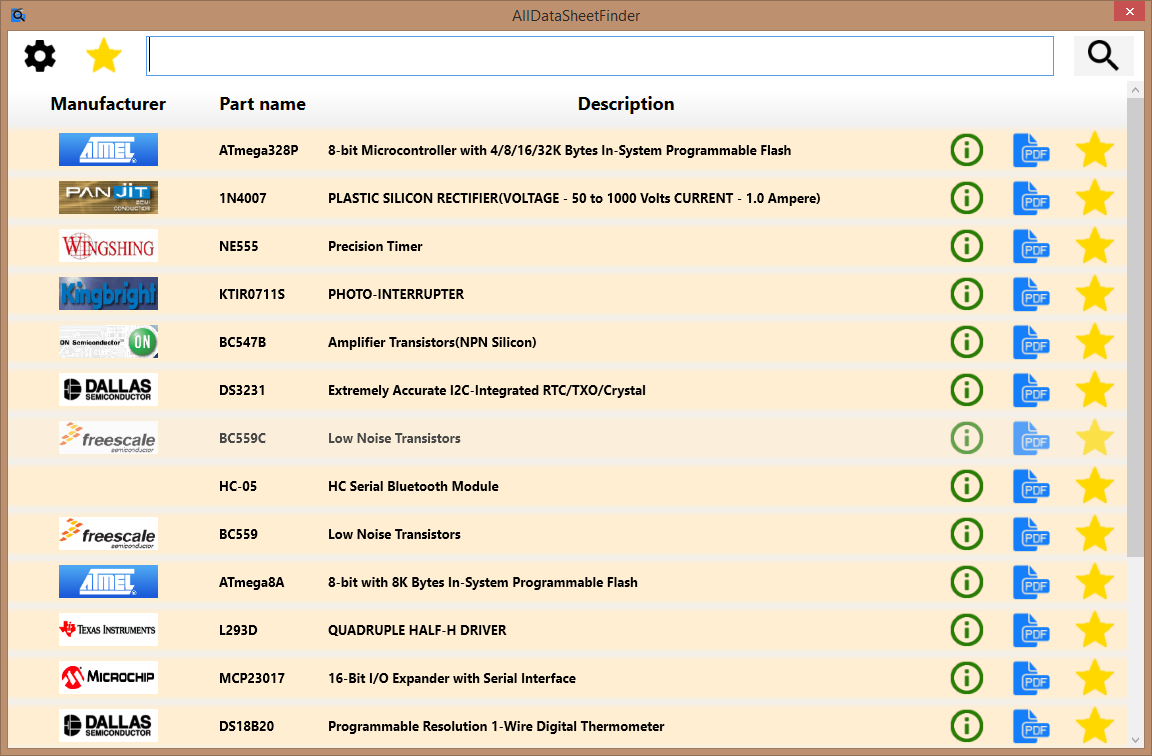 AllDataSheetFinder
Manufacturer Part name Description
ATMEL ATmega328P 8-bit Microcontroller with 4/8/16/32K Bytes In-System Programmable Flash PDF
PANJIT SEMI CONDUCTOR 1N4007 PLASTIC SILICON RECTIFIER(VOLTAGE - 50 to 1000 Volts CURRENT - 1.0 Ampere) PDF
WINGSHING NE555 Precision Timer PDF
Kingbright KTIR0711S PHOTO-INTERRUPTER PDF
ON Semiconductor ON BC547B Amplifier Transistors(NPN Silicon) PDF
DALLAS SEMICONDUCTOR DS3231 Extremely Accurate I2C-Integrated RTC/TXO/Crystal PDF
freescale semiconductor BC559C Low Noise Transistors PDF
HC-05 HC Serial Bluetooth Module PDF
freescale semiconductor BC559 Low Noise Transistors PDF
ATMEL ATmega8A 8-bit with 8K Bytes In-System Programmable Flash PDF
TEXAS INSTRUMENTS L293D QUADRUPLE HALF-H DRIVER PDF
MICROCHIP MCP23017 16-Bit I/O Expander with Serial Interface PDF
DALLAS SEMICONDUCTOR DS18B20 Programmable Resolution 1-Wire Digital Thermometer PDF